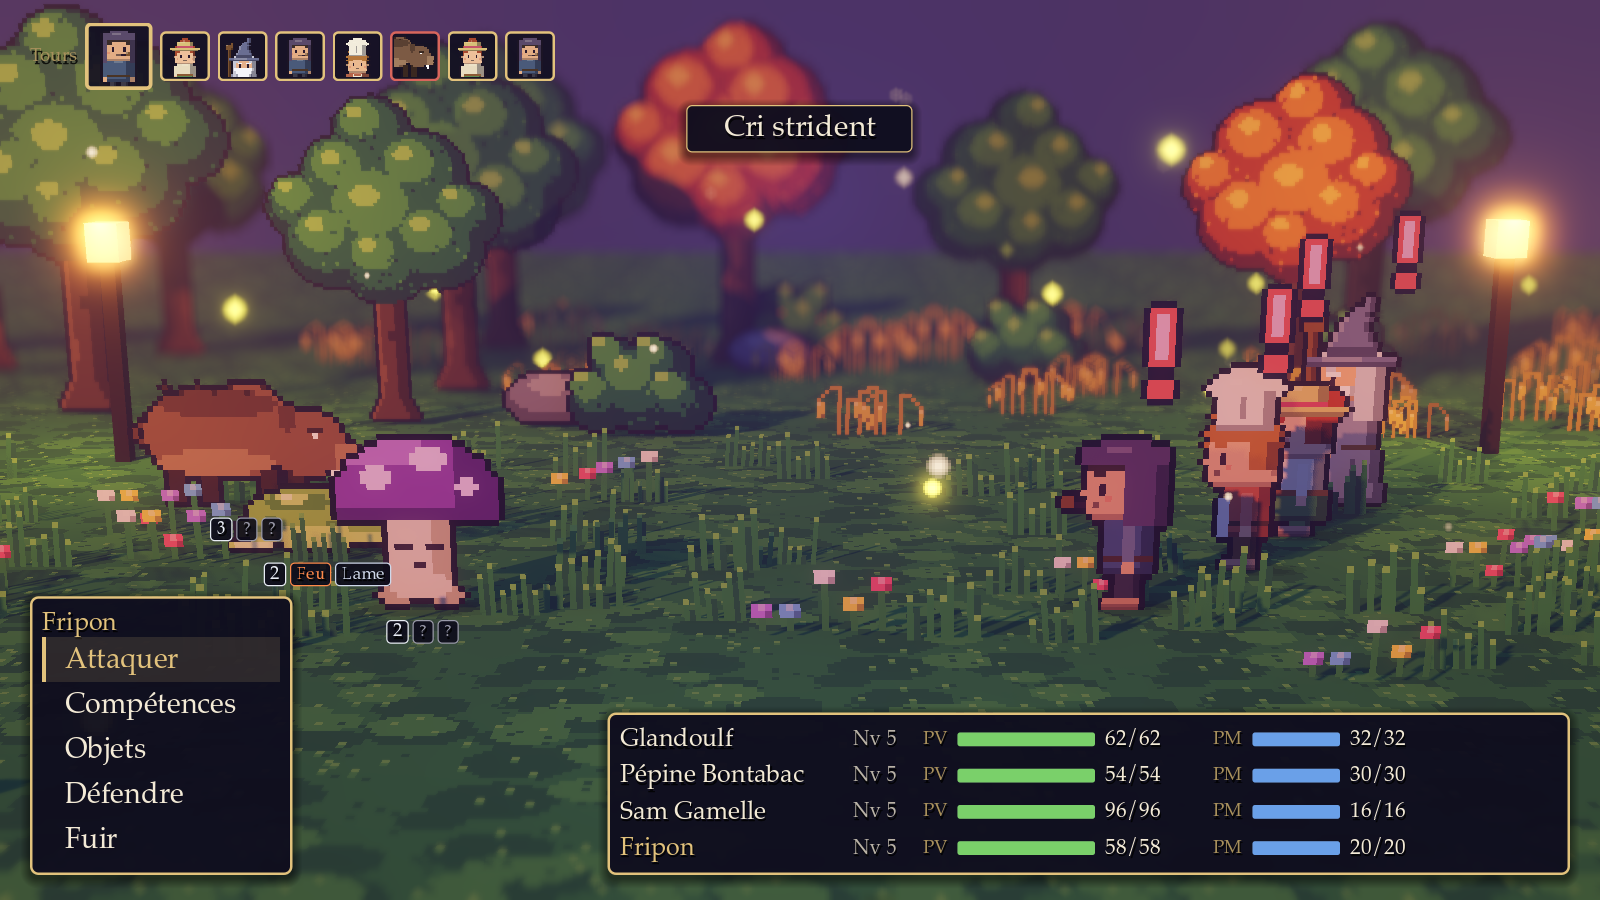 Tours
Cri strident
3 ? ?
2 Feu Lame
2 ? ?
Fripon
Attaquer
Compétences
Objets
Défendre
Fuir
Glandoulf Nv 5 PV 62/62 PM 32/32
Pépine Bontabac Nv 5 PV 54/54 PM 30/30
Sam Gamelle Nv 5 PV 96/96 PM 16/16
Fripon Nv 5 PV 58/58 PM 20/20